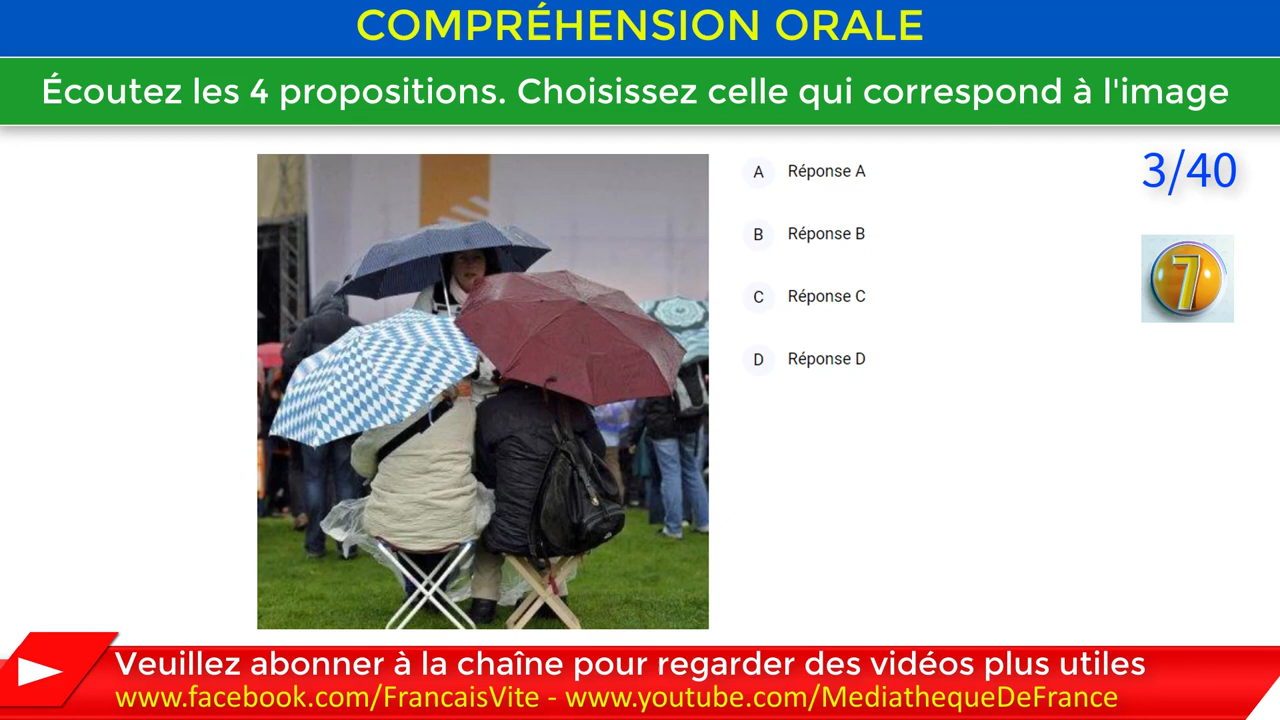 COMPRÉHENSION ORALE
Écoutez les 4 propositions. Choisissez celle qui correspond à l'image
A Réponse A
B Réponse B
C Réponse C
D Réponse D
3/40
7
Veuillez abonner à la chaîne pour regarder des vidéos plus utiles
www.facebook.com/FrancaisVite - www.youtube.com/MediathequeDeFrance